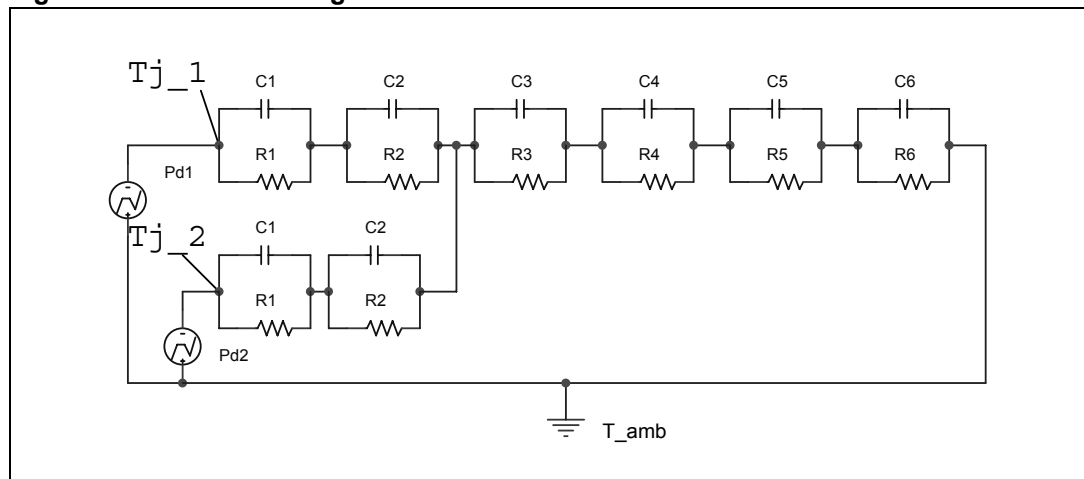 Tj_1
C1 C2 C3 C4 C5 C6
R1 R2 R3 R4 R5 R6
Pd1
Tj_2
C1 C2
R1 R2
Pd2
T_amb